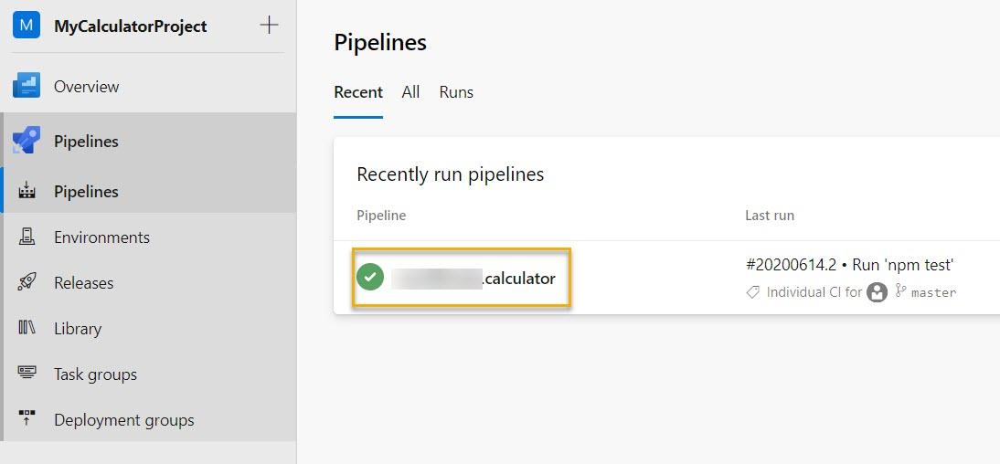 M MyCalculatorProject
Overview
Pipelines
Pipelines
Environments
Releases
Library
Task groups
Deployment groups
Pipelines
Recent All Runs
Recently run pipelines
Pipeline Last run
.calculator #20200614.2 • Run 'npm test'
Individual CI for master